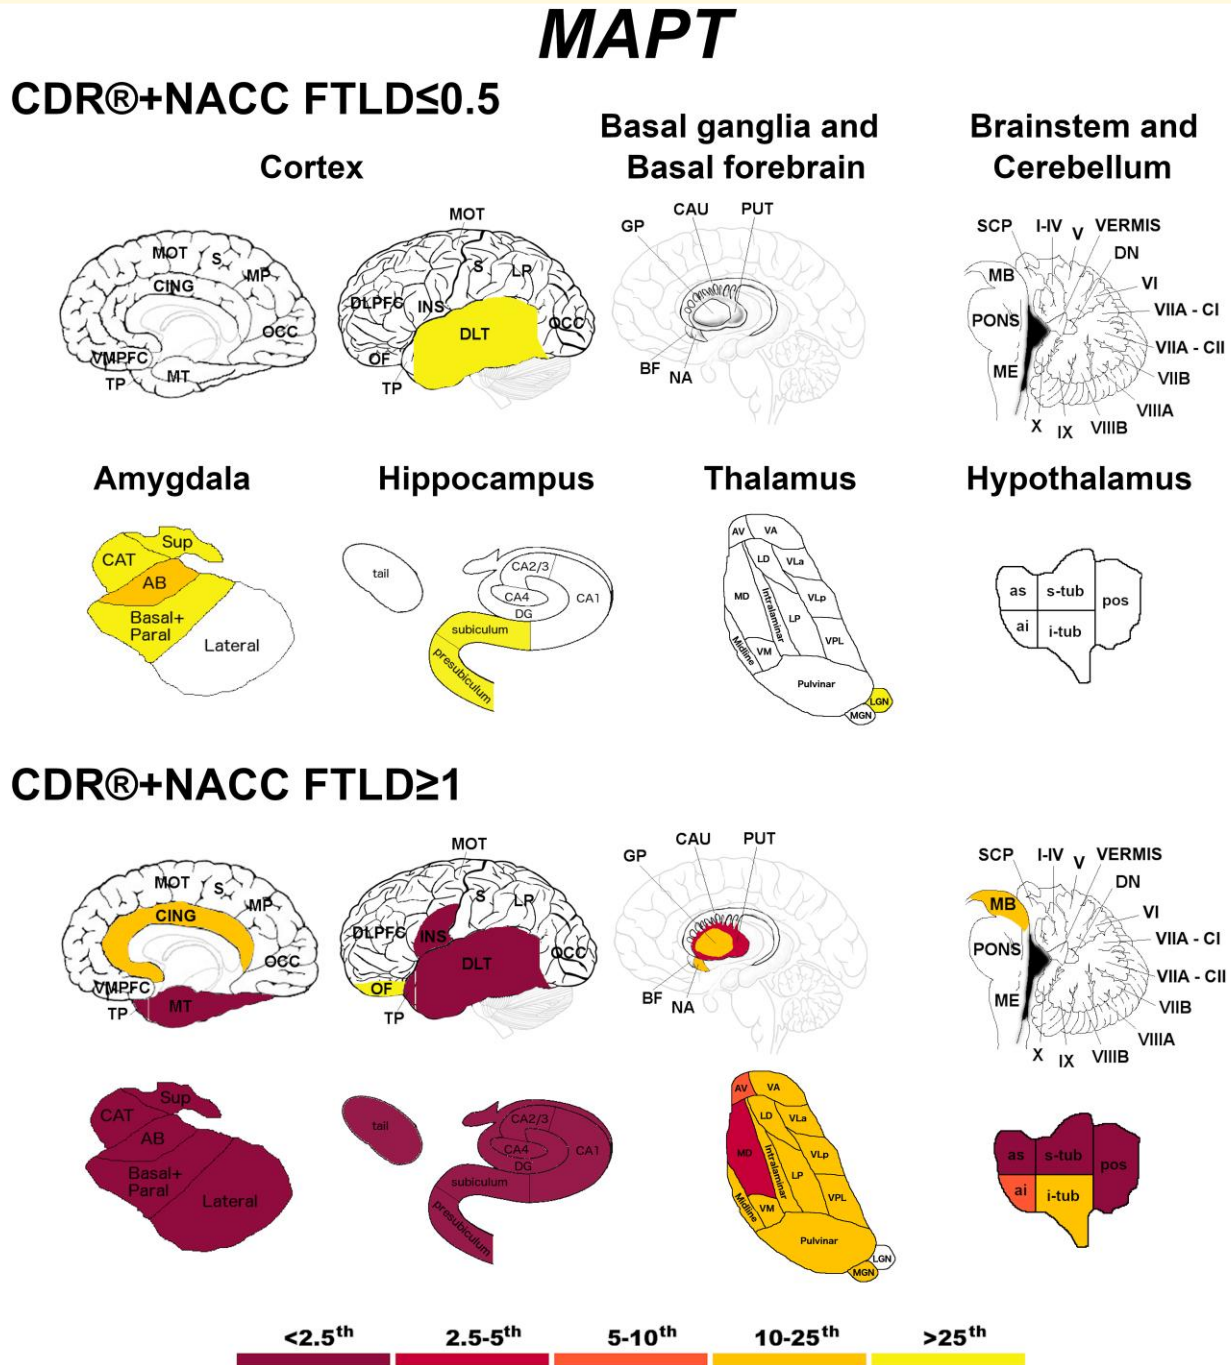 MAPT
CDR®+NACC FTLD≤0.5
Cortex
Basal ganglia and
Basal forebrain
Brainstem and
Cerebellum
MOT
S
MP
CING
OCC
VMPFC
TP
MT
MOT
S
LP
DLPFC
INS
DLT
OCC
OF
TP
GP
CAU
PUT
BF
NA
SCP
I-IV
V
VERMIS
DN
MB
VI
PONS
VIIA - CI
VIIA - CII
ME
VIIB
VIIIA
X
IX
VIIIB
Amygdala
Hippocampus
Thalamus
Hypothalamus
Sup
CAT
AB
Basal+
Paral
Lateral
tail
CA2/3
CA4
CA1
DG
subiculum
presubiculum
AV
VA
LD
VLa
MD
Intralaminar
VLp
LP
VPL
Midline
VM
Pulvinar
LGN
MGN
as
s-tub
pos
ai
i-tub
CDR®+NACC FTLD≥1
MOT
S
MP
CING
OCC
VMPFC
TP
MT
MOT
S
LP
DLPFC
INS
DLT
OCC
OF
TP
GP
CAU
PUT
BF
NA
SCP
I-IV
V
VERMIS
DN
MB
VI
PONS
VIIA - CI
VIIA - CII
ME
VIIB
VIIIA
X
IX
VIIIB
Sup
CAT
AB
Basal+
Paral
Lateral
tail
CA2/3
CA4
CA1
DG
subiculum
presubiculum
AV
VA
LD
VLa
MD
Intralaminar
VLp
LP
VPL
Midline
VM
Pulvinar
LGN
MGN
as
s-tub
pos
ai
i-tub
<2.5th 2.5-5th 5-10th 10-25th >25th